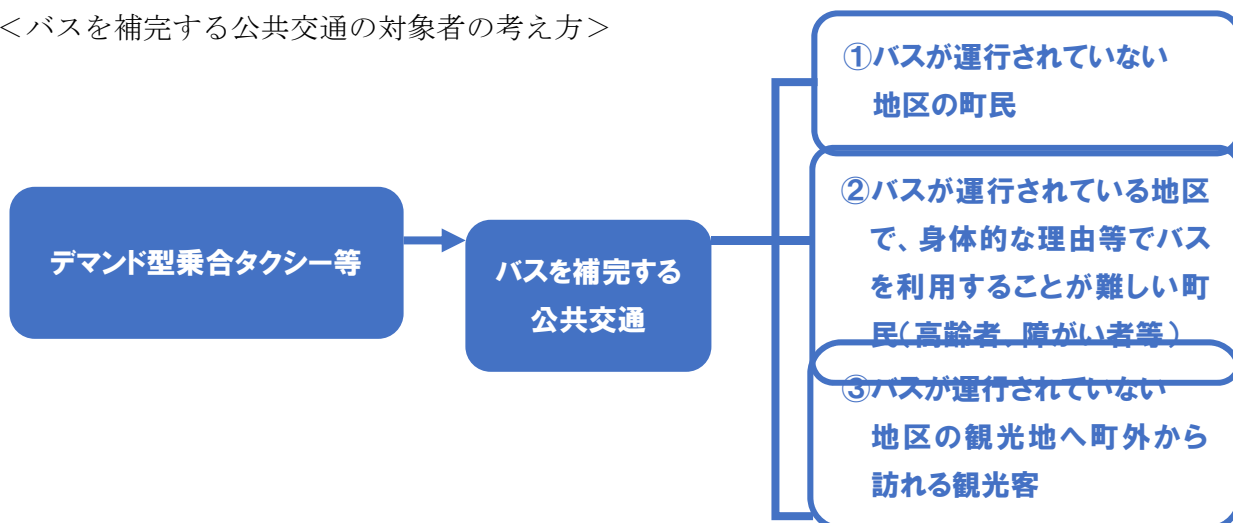 ＜バスを補完する公共交通の対象者の考え方＞
デマンド型乗合タクシー等
バスを補完する
公共交通
①バスが運行されていない
地区の町民
②バスが運行されている地区
で、身体的な理由等でバス
を利用することが難しい町
民（高齢者、障がい者等）
③バスが運行されていない
地区の観光地へ町外から
訪れる観光客